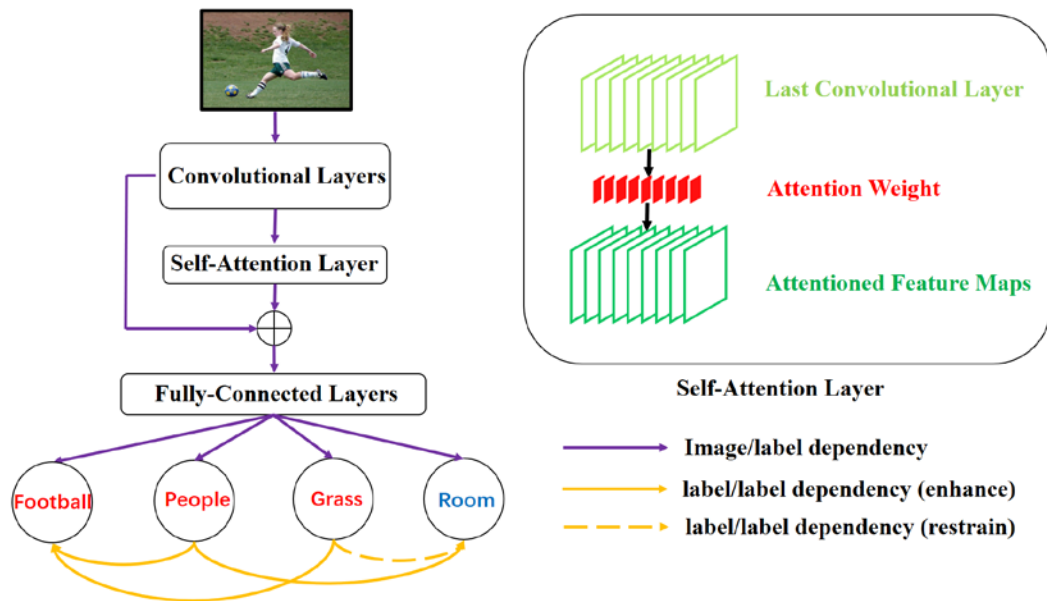 Convolutional Layers
Self-Attention Layer
Fully-Connected Layers
Football
People
Grass
Room
Last Convolutional Layer
Attention Weight
Attentioned Feature Maps
Self-Attention Layer
Image/label dependency
label/label dependency (enhance)
label/label dependency (restrain)